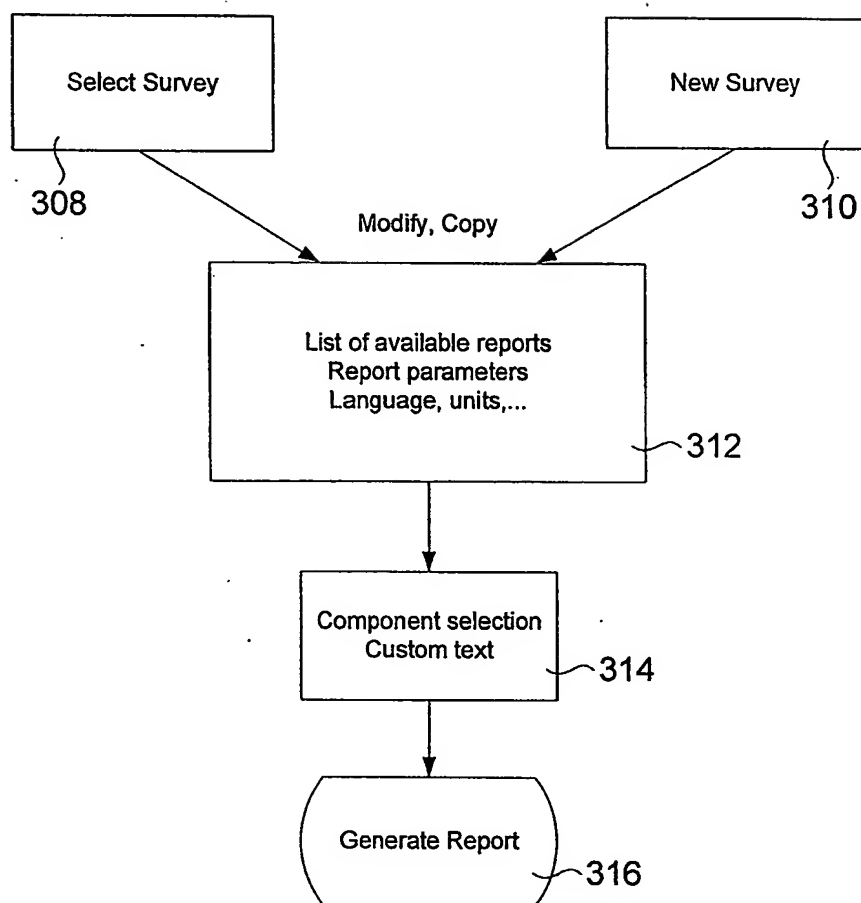 Select Survey
New Survey
308
310
Modify, Copy
List of available reports
Report parameters
Language, units,...
312
Component selection
Custom text
314
Generate Report
316